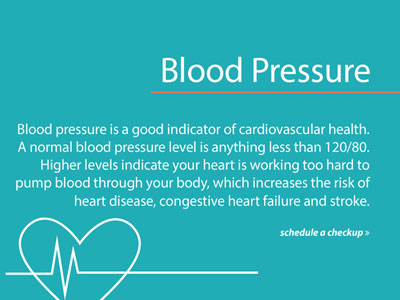 Blood Pressure
Blood pressure is a good indicator of cardiovascular health.
A normal blood pressure level is anything less than 120/80.
Higher levels indicate your heart is working too hard to
pump blood through your body, which increases the risk of
heart disease, congestive heart failure and stroke.
schedule a checkup »